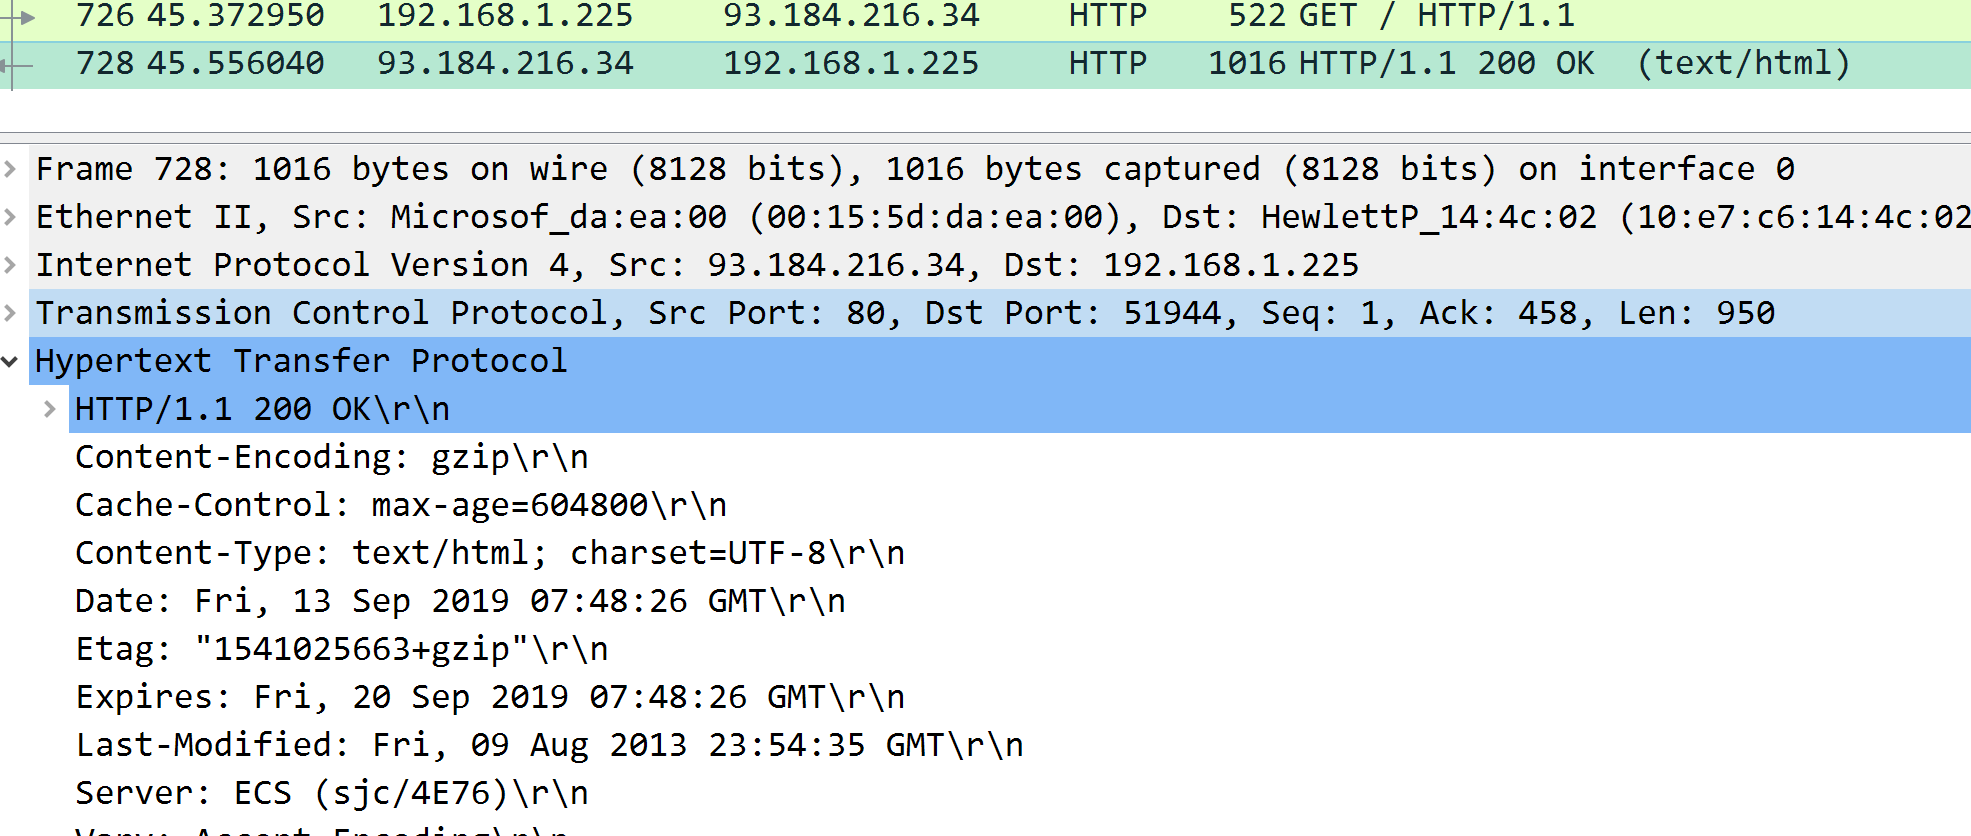 726 45.372950 192.168.1.225 93.184.216.34 HTTP 522 GET / HTTP/1.1
728 45.556040 93.184.216.34 192.168.1.225 HTTP 1016 HTTP/1.1 200 OK (text/html)
Frame 728: 1016 bytes on wire (8128 bits), 1016 bytes captured (8128 bits) on interface 0
Ethernet II, Src: Microsof_da:ea:00 (00:15:5d:da:ea:00), Dst: HewlettP_14:4c:02 (10:e7:c6:14:4c:02
Internet Protocol Version 4, Src: 93.184.216.34, Dst: 192.168.1.225
Transmission Control Protocol, Src Port: 80, Dst Port: 51944, Seq: 1, Ack: 458, Len: 950
Hypertext Transfer Protocol
HTTP/1.1 200 OK\r\n
Content-Encoding: gzip\r\n
Cache-Control: max-age=604800\r\n
Content-Type: text/html; charset=UTF-8\r\n
Date: Fri, 13 Sep 2019 07:48:26 GMT\r\n
Etag: "1541025663+gzip"\r\n
Expires: Fri, 20 Sep 2019 07:48:26 GMT\r\n
Last-Modified: Fri, 09 Aug 2013 23:54:35 GMT\r\n
Server: ECS (sjc/4E76)\r\n
Vary: Accept-Encoding\r\n